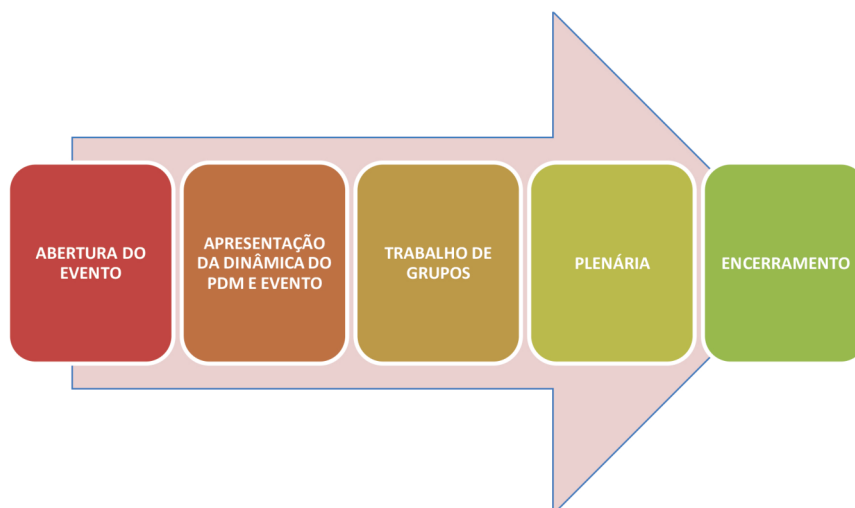 ABERTURA DO
EVENTO
APRESENTAÇÃO
DA DINÂMICA DO
PDM E EVENTO
TRABALHO DE
GRUPOS
PLENÁRIA
ENCERRAMENTO